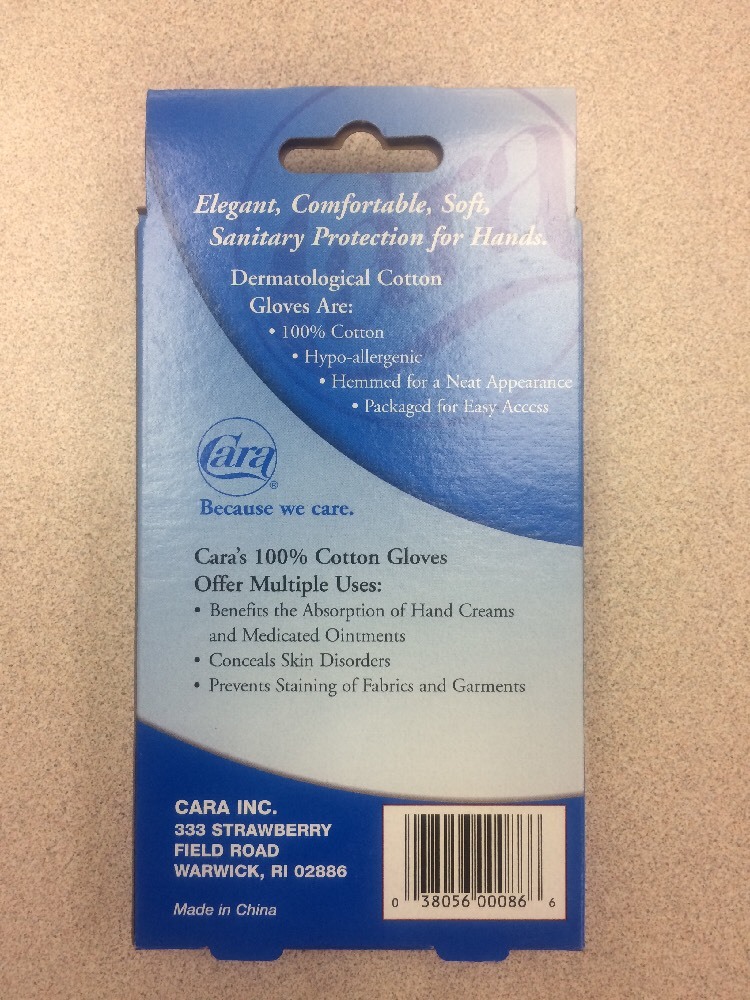 Elegant, Comfortable, Soft,
Sanitary Protection for Hands.
Dermatological Cotton
Gloves Are:
• 100% Cotton
• Hypo-allergenic
• Hemmed for a Neat Appearance
• Packaged for Easy Access
Cara®
Because we care.
Cara's 100% Cotton Gloves
Offer Multiple Uses:
• Benefits the Absorption of Hand Creams
and Medicated Ointments
• Conceals Skin Disorders
• Prevents Staining of Fabrics and Garments
CARA INC.
333 STRAWBERRY
FIELD ROAD
WARWICK, RI 02886
Made in China
0 38056 00086 6